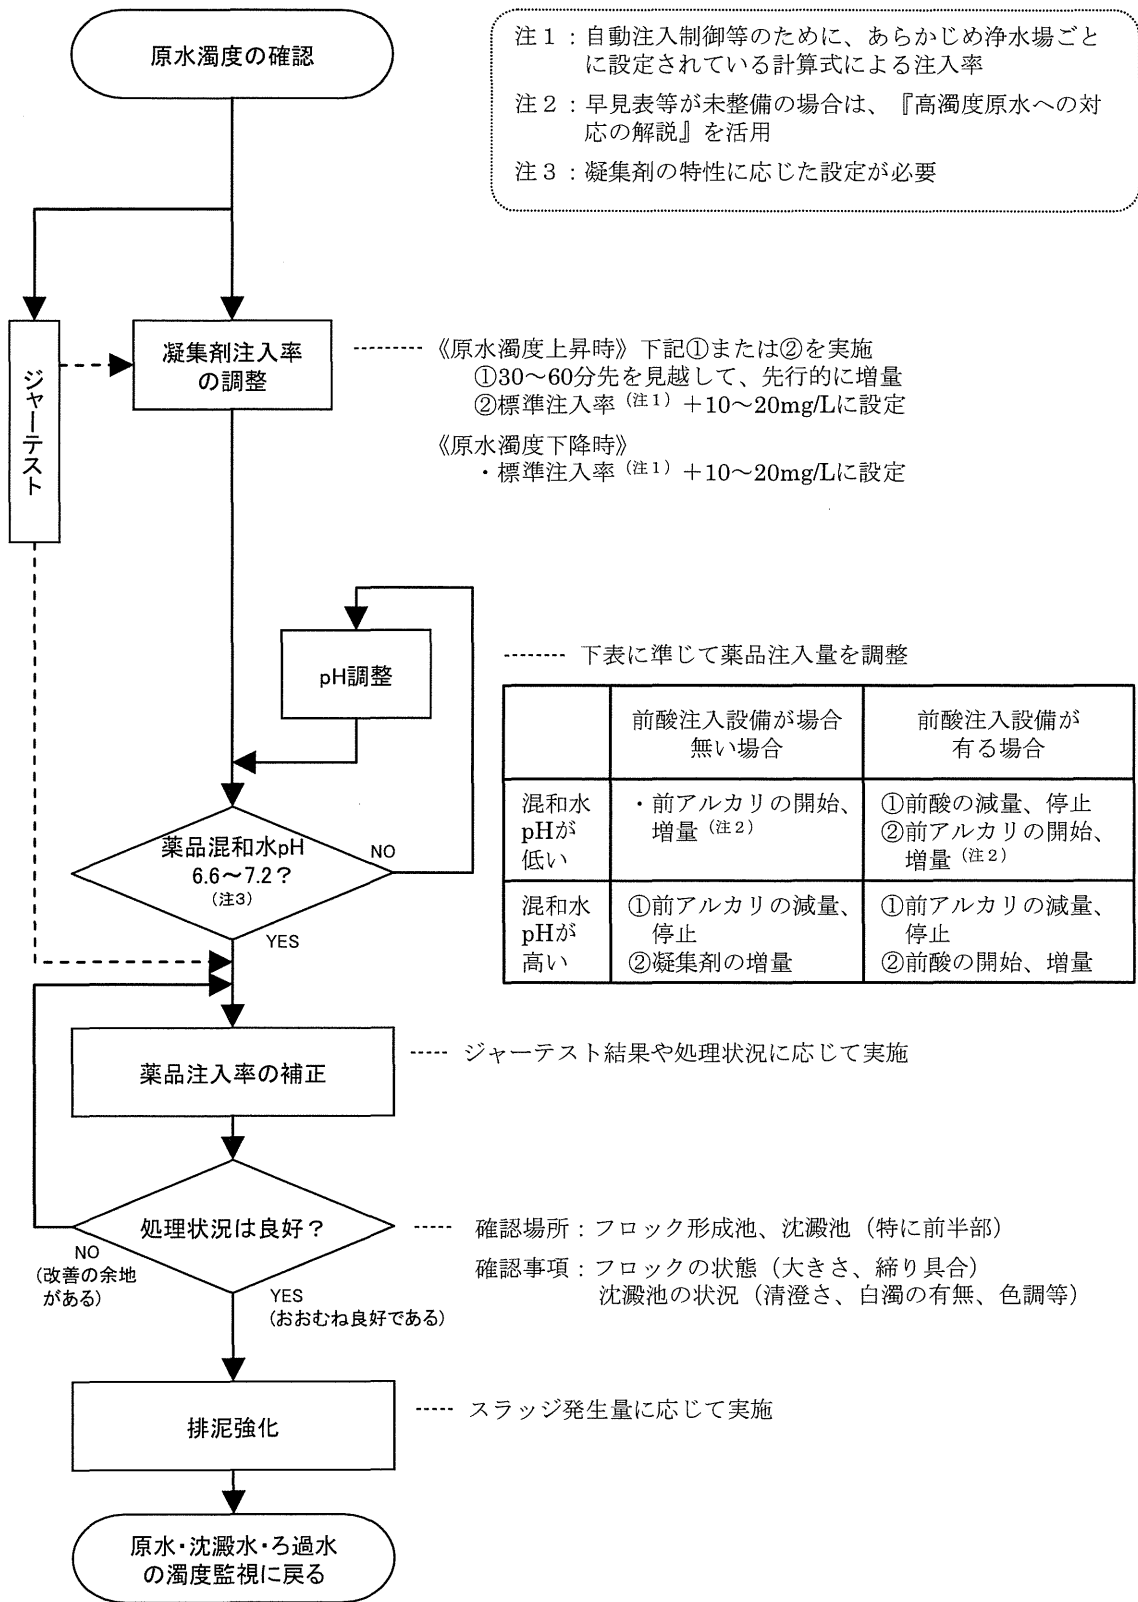 原水濁度の確認
注1：自動注入制御等のために、あらかじめ浄水場ごと
に設定されている計算式による注入率
注2：早見表等が未整備の場合は、『高濁度原水への対
応の解説』を活用
注3：凝集剤の特性に応じた設定が必要
ジャーテスト
凝集剤注入率
の調整
《原水濁度上昇時》下記①または②を実施
①30～60分先を見越して、先行的に増量
②標準注入率（注1）＋10～20mg/Lに設定
《原水濁度下降時》
・標準注入率（注1）＋10～20mg/Lに設定
pH調整
下表に準じて薬品注入量を調整
前酸注入設備が場合
無い場合
前酸注入設備が
有る場合
混和水
pHが
低い
・前アルカリの開始、
増量（注2）
①前酸の減量、停止
②前アルカリの開始、
増量（注2）
混和水
pHが
高い
①前アルカリの減量、
停止
②凝集剤の増量
①前アルカリの減量、
停止
②前酸の開始、増量
薬品混和水pH
6.6～7.2？
（注3）
NO
YES
薬品注入率の補正
ジャーテスト結果や処理状況に応じて実施
処理状況は良好？
NO
(改善の余地
がある)
YES
(おおむね良好である)
確認場所：フロック形成池、沈澱池（特に前半部）
確認事項：フロックの状態（大きさ、締り具合）
沈澱池の状況（清澄さ、白濁の有無、色調等）
排泥強化
スラッジ発生量に応じて実施
原水・沈澱水・ろ過水
の濁度監視に戻る